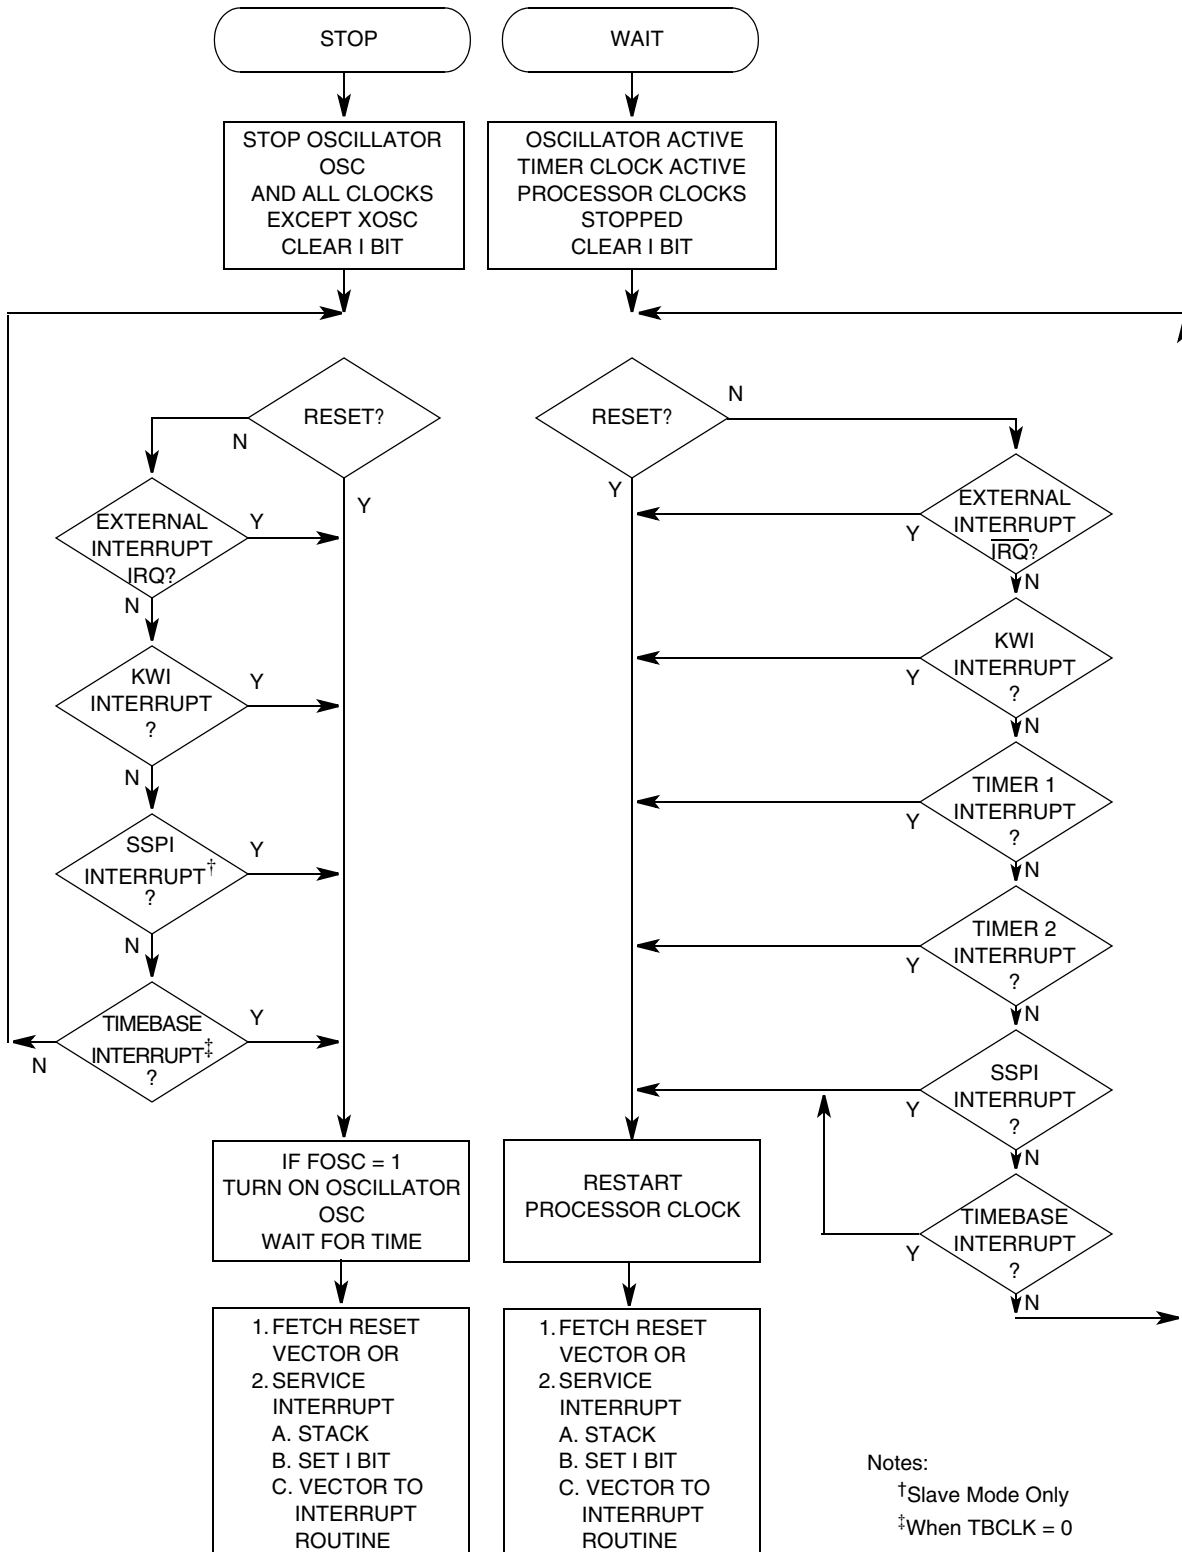 STOP
STOP OSCILLATOR
OSC
AND ALL CLOCKS
EXCEPT XOSC
CLEAR I BIT
RESET?
N
Y
EXTERNAL
INTERRUPT
IRQ?
Y
N
KWI
INTERRUPT
?
Y
N
SSPI
INTERRUPT†
?
Y
N
TIMEBASE
INTERRUPT‡
?
Y
N
IF FOSC = 1
TURN ON OSCILLATOR
OSC
WAIT FOR TIME
1. FETCH RESET
VECTOR OR
2. SERVICE
INTERRUPT
A. STACK
B. SET I BIT
C. VECTOR TO
INTERRUPT
ROUTINE
WAIT
OSCILLATOR ACTIVE
TIMER CLOCK ACTIVE
PROCESSOR CLOCKS
STOPPED
CLEAR I BIT
RESET?
N
Y
EXTERNAL
INTERRUPT
IRQ?
Y
N
KWI
INTERRUPT
?
Y
N
TIMER 1
INTERRUPT
?
Y
N
TIMER 2
INTERRUPT
?
Y
N
SSPI
INTERRUPT
?
Y
N
TIMEBASE
INTERRUPT
?
Y
N
RESTART
PROCESSOR CLOCK
1. FETCH RESET
VECTOR OR
2. SERVICE
INTERRUPT
A. STACK
B. SET I BIT
C. VECTOR TO
INTERRUPT
ROUTINE
Notes:
†Slave Mode Only
‡When TBCLK = 0